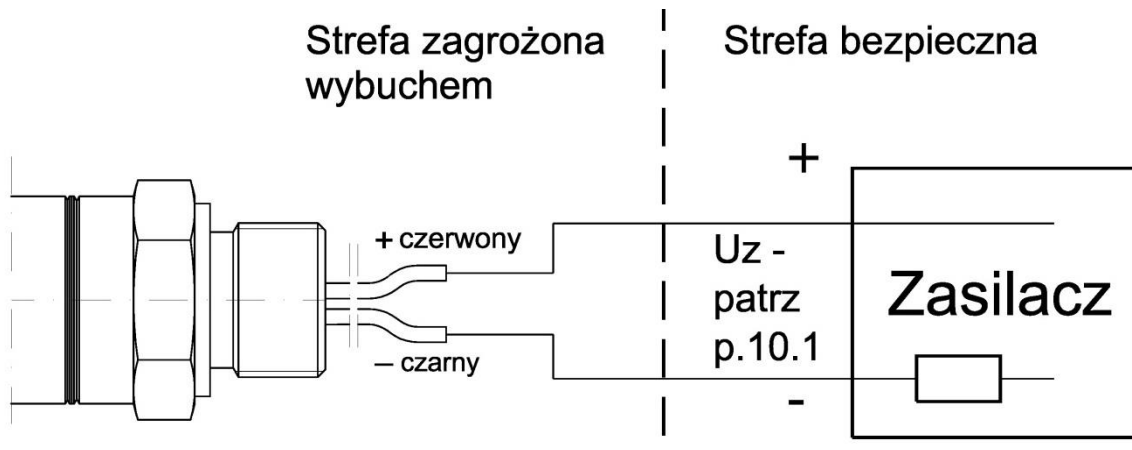 Strefa zagrożona
wybuchem
Strefa bezpieczna
+
+ czerwony
Uz -
patrz
p.10.1
Zasilacz
– czarny
-